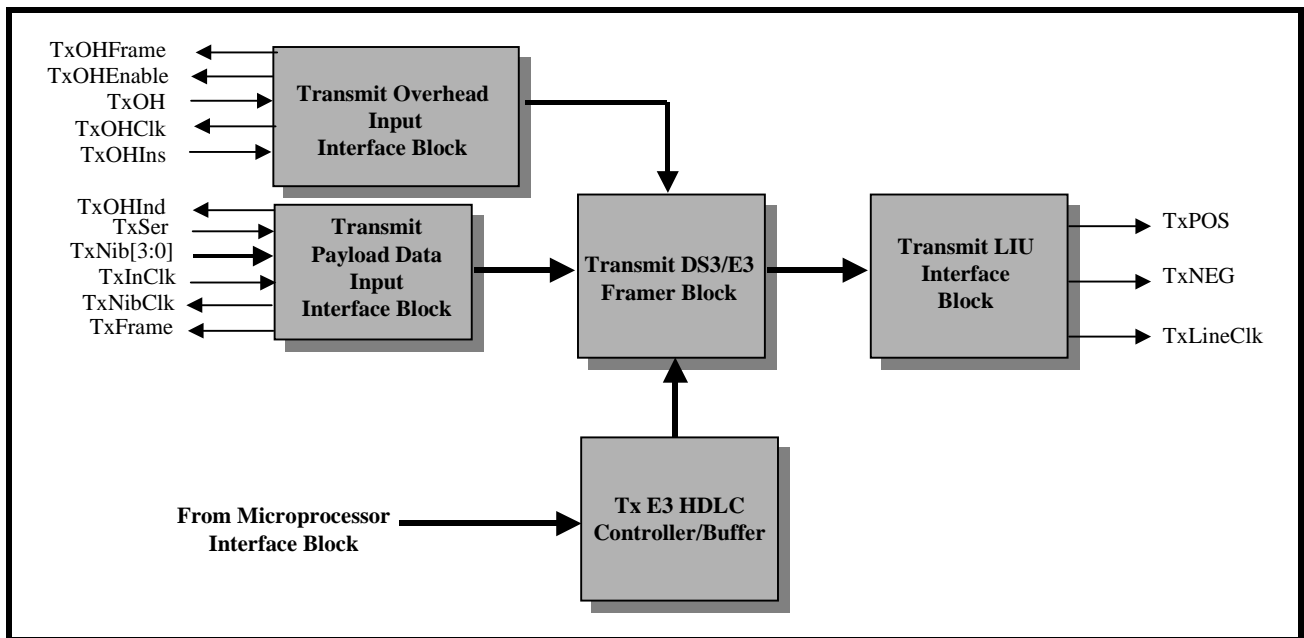 TxOHFrame
TxOHEnable
TxOH
TxOHClk
TxOHIns
Transmit Overhead
Input
Interface Block
TxOHInd
TxSer
TxNib[3:0]
TxInClk
TxNibClk
TxFrame
Transmit
Payload Data
Input
Interface Block
Transmit DS3/E3
Framer Block
Transmit LIU
Interface
Block
TxPOS
TxNEG
TxLineClk
From Microprocessor
Interface Block
Tx E3 HDLC
Controller/Buffer